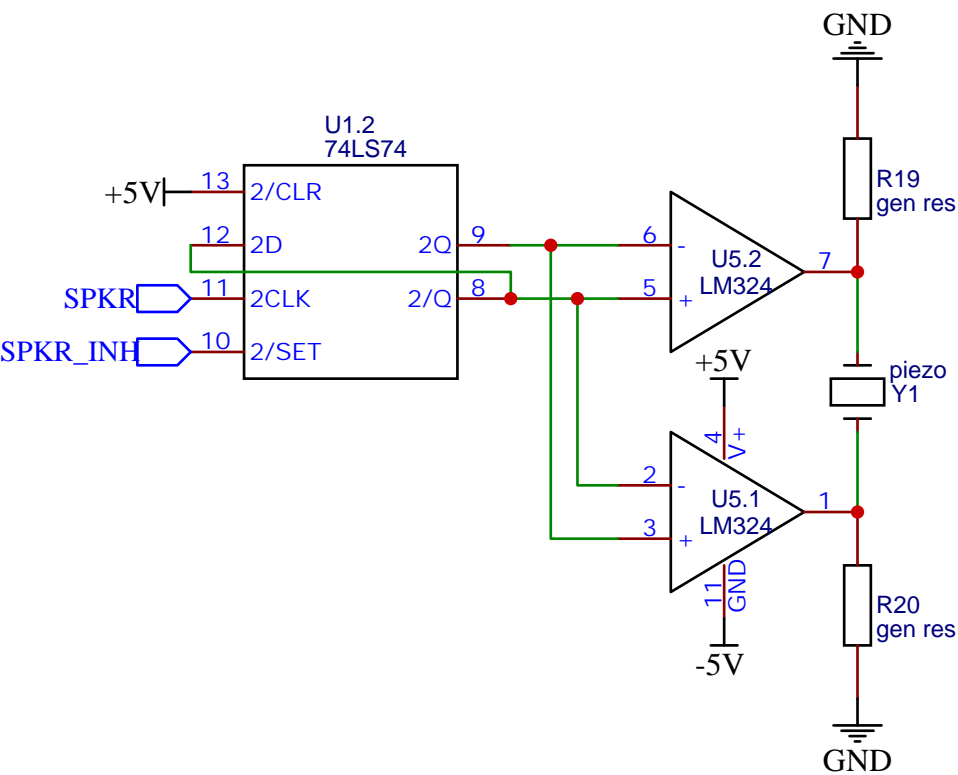 GND
U1.2
74LS74
+5V
13
2/CLR
12
2D
2Q
9
SPKR
11
2CLK
2/Q
8
SPKR_INH
10
2/SET
6
-
5
+
U5.2
LM324
7
R19
gen res
piezo
Y1
+5V
4
V+
2
-
3
+
U5.1
LM324
1
11
GND
-5V
R20
gen res
GND